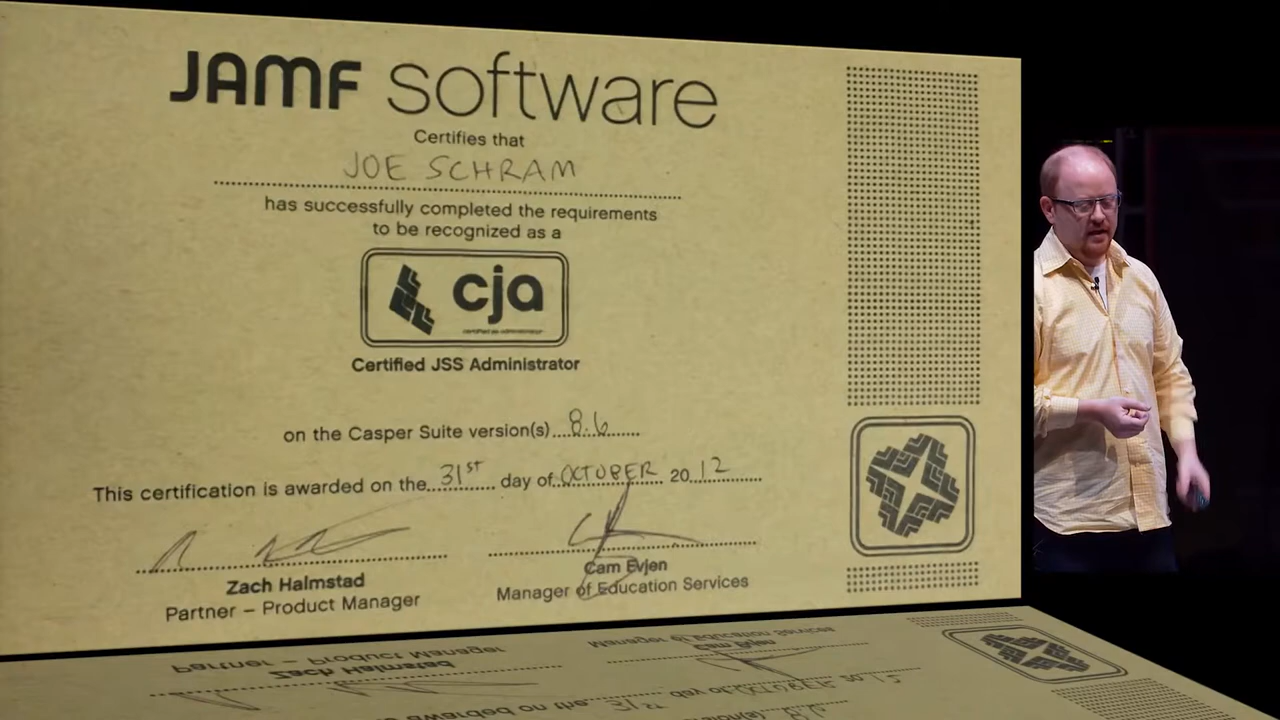 JAMF software
Certifies that
JOE SCHRAM
has successfully completed the requirements
to be recognized as a
cja
Certified JSS Administrator
on the Casper Suite version(s) 8.6
This certification is awarded on the 31st day of OCTOBER 2012
Zach Halmstad
Partner – Product Manager
Cam Evjen
Manager of Education Services